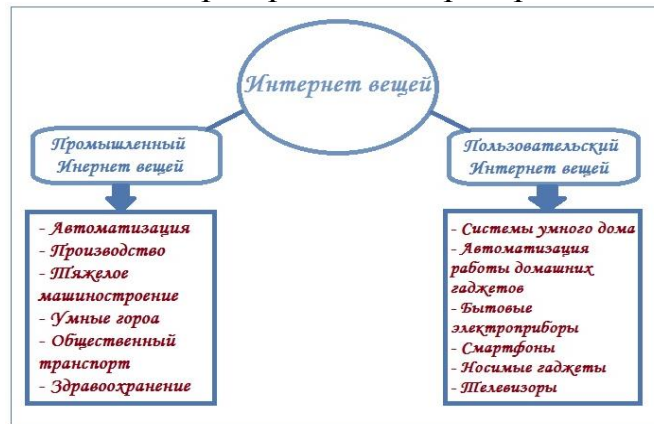 Интернет вещей
Промышленный
Инернет вещей
Пользовательский
Интернет вещей
- Автоматизация
- Производство
- Тяжелое
машиностроение
- Умные гороа
- Общественный
транспорт
- Здравоохранение
- Системы умного дома
- Автоматизация
работы домашних
гаджетов
- Бытовые
электроприборы
- Смартфоны
- Носимые гаджеты
- Телевизоры